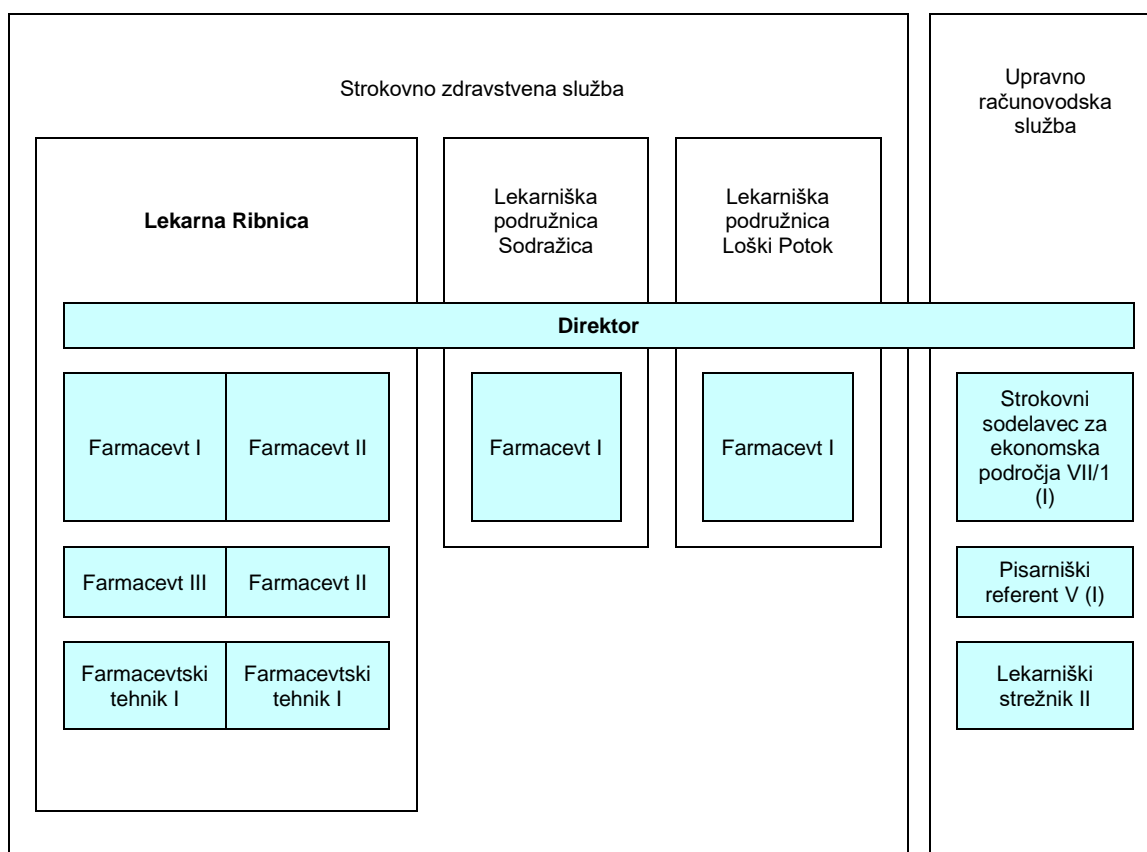 Strokovno zdravstvena služba
Upravno
računovodska
služba
Lekarna Ribnica
Lekarniška
podružnica
Sodražica
Lekarniška
podružnica
Loški Potok
Direktor
Farmacevt I
Farmacevt II
Farmacevt I
Farmacevt I
Strokovni
sodelavec za
ekonomska
področja VII/1
(I)
Farmacevt III
Farmacevt II
Pisarniški
referent V (I)
Farmacevtski
tehnik I
Farmacevtski
tehnik I
Lekarniški
strežnik II